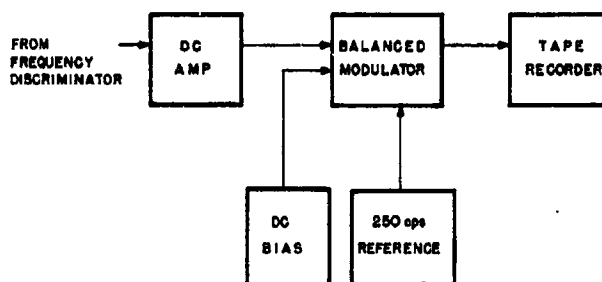 FROM
FREQUENCY
DISCRIMINATOR
DC
AMP
BALANCED
MODULATOR
TAPE
RECORDER
DC
BIAS
250 cps
REFERENCE